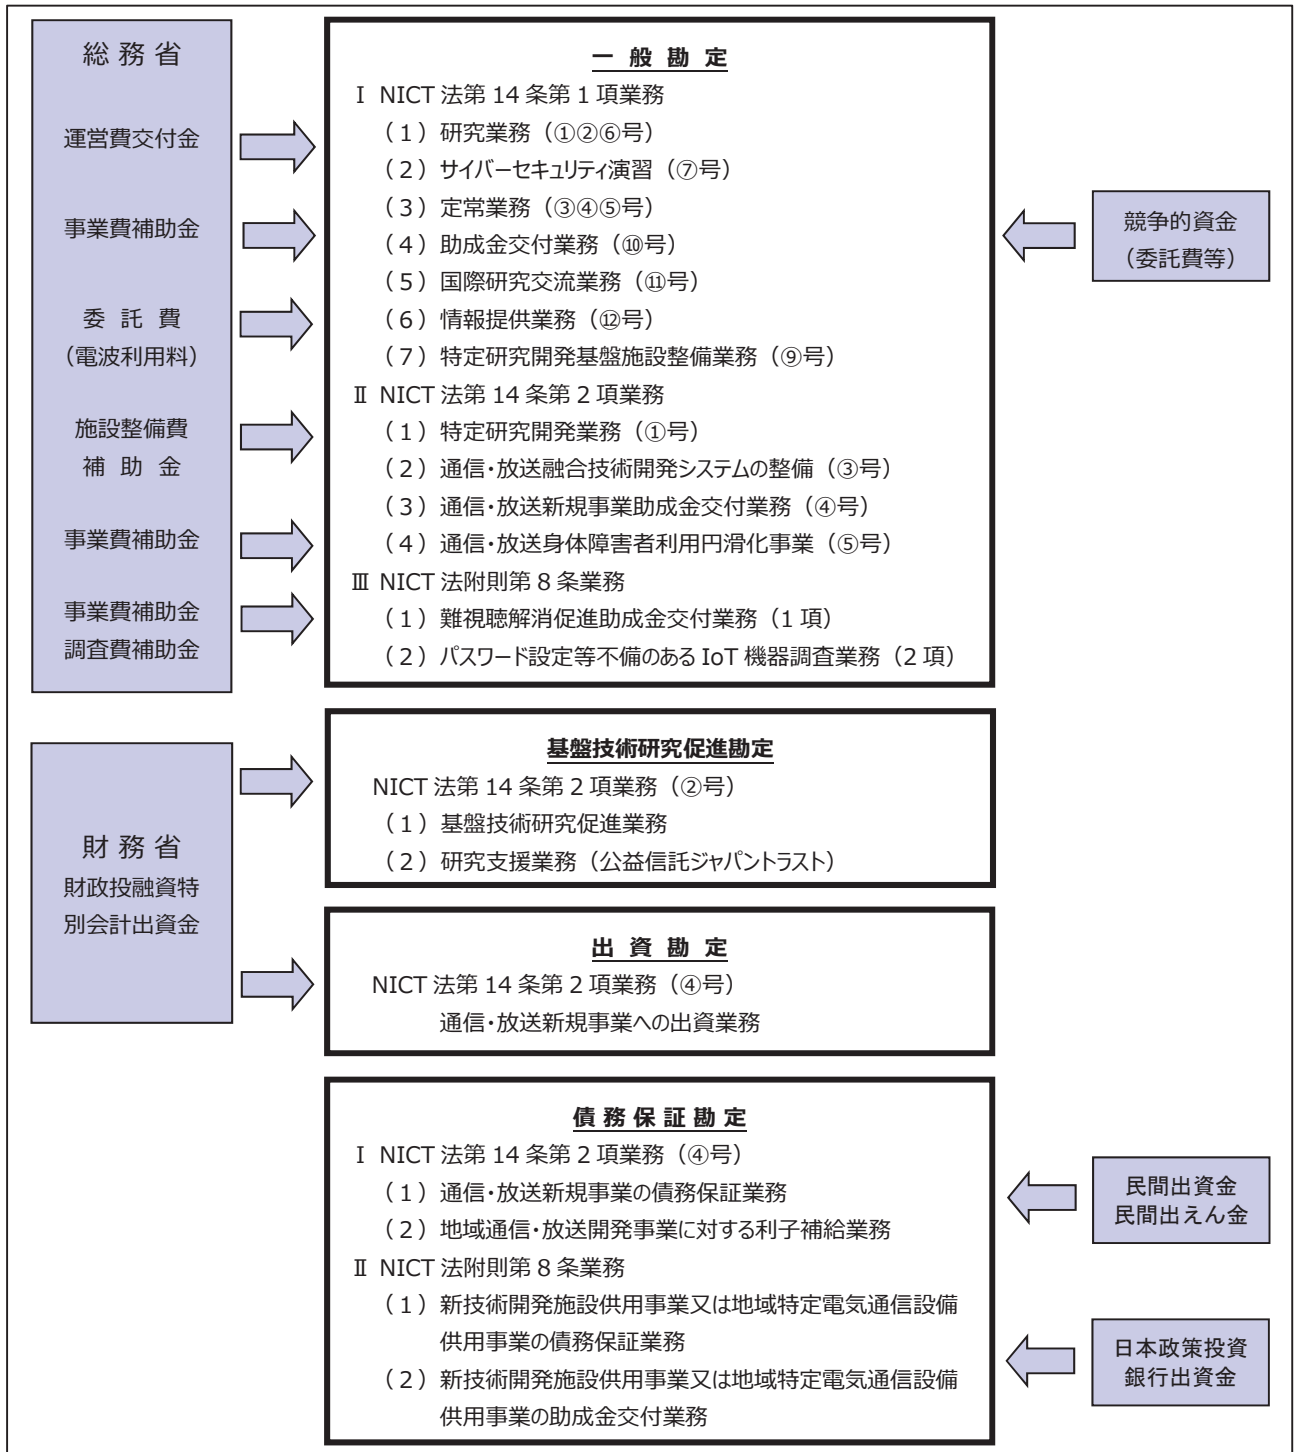 総務省
運営費交付金
事業費補助金
委託費
（電波利用料）
施設整備費
補助金
事業費補助金
事業費補助金
調査費補助金
一般勘定
Ⅰ NICT 法第 14 条第 1 項業務
（1）研究業務（①②⑥号）
（2）サイバーセキュリティ演習（⑦号）
（3）定常業務（③④⑤号）
（4）助成金交付業務（⑩号）
（5）国際研究交流業務（⑪号）
（6）情報提供業務（⑫号）
（7）特定研究開発基盤施設整備業務（⑨号）
Ⅱ NICT 法第 14 条第 2 項業務
（1）特定研究開発業務（①号）
（2）通信・放送融合技術開発システムの整備（③号）
（3）通信・放送新規事業助成金交付業務（④号）
（4）通信・放送身体障害者利用円滑化事業（⑤号）
Ⅲ NICT 法附則第 8 条業務
（1）難視聴解消促進助成金交付業務（1 項）
（2）パスワード設定等不備のある IoT 機器調査業務（2 項）
競争的資金
（委託費等）
財務省
財政投融資特
別会計出資金
基盤技術研究促進勘定
NICT 法第 14 条第 2 項業務（②号）
（1）基盤技術研究促進業務
（2）研究支援業務（公益信託ジャパントラスト）
出資勘定
NICT 法第 14 条第 2 項業務（④号）
通信・放送新規事業への出資業務
債務保証勘定
Ⅰ NICT 法第 14 条第 2 項業務（④号）
（1）通信・放送新規事業の債務保証業務
（2）地域通信・放送開発事業に対する利子補給業務
Ⅱ NICT 法附則第 8 条業務
（1）新技術開発施設供用事業又は地域特定電気通信設備
供用事業の債務保証業務
（2）新技術開発施設供用事業又は地域特定電気通信設備
供用事業の助成金交付業務
民間出資金
民間出えん金
日本政策投資
銀行出資金